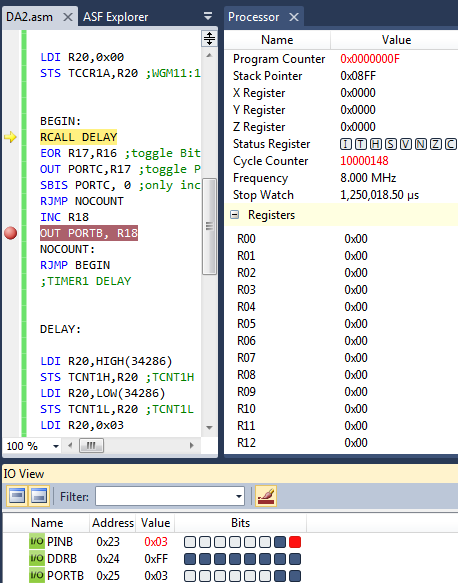 DA2.asm ASF Explorer
LDI R20,0x00
STS TCCR1A,R20 ;WGM11:1
BEGIN:
RCALL DELAY
EOR R17,R16 ;toggle Bit
OUT PORTC,R17 ;toggle P
SBIS PORTC, 0 ;only inc
RJMP NOCOUNT
INC R18
OUT PORTB, R18
NOCOUNT:
RJMP BEGIN
;TIMER1 DELAY
DELAY:
LDI R20,HIGH(34286)
STS TCNT1H,R20 ;TCNT1H
LDI R20,LOW(34286)
STS TCNT1L,R20 ;TCNT1L
LDI R20,0x03
100 %
Processor
Name Value
Program Counter 0x0000000F
Stack Pointer 0x08FF
X Register 0x0000
Y Register 0x0000
Z Register 0x0000
Status Register I T H S V N Z C
Cycle Counter 10000148
Frequency 8.000 MHz
Stop Watch 1,250,018.50 µs
Registers
R00 0x00
R01 0x00
R02 0x00
R03 0x00
R04 0x00
R05 0x00
R06 0x00
R07 0x00
R08 0x00
R09 0x00
R10 0x00
R11 0x00
R12 0x00
IO View
Filter:
Name Address Value Bits
I/O PINB 0x23 0x03
I/O DDRB 0x24 0xFF
I/O PORTB 0x25 0x03